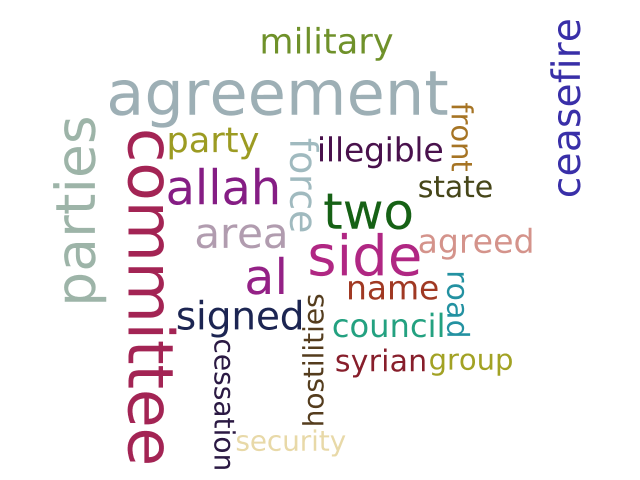 military
ceasefire
agreement
front
parties
party
committee
force
illegible
allah
state
two
area
side
agreed
al
name
road
signed
hostilities
council
cessation
syrian
group
security